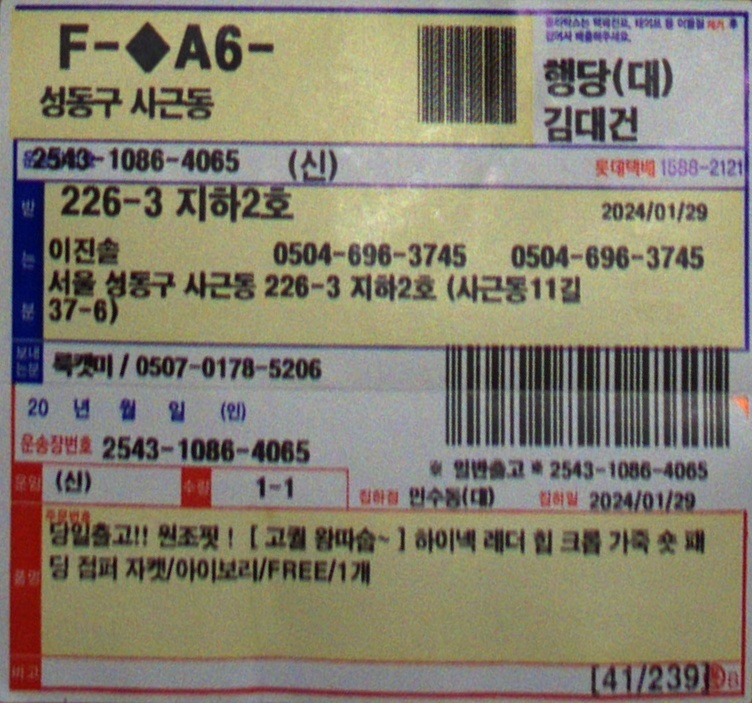 F-◆A6-
성동구 사근동
행당(대)
김대건
2543-1086-4065 (신) 롯데택배 1588-2121
226-3 지하2호 2024/01/29
받는분
이진솔 0504-696-3745 0504-696-3745
서울 성동구 사근동 226-3 지하2호 (사근동11길
37-6)
보내는분
룩캣미 / 0507-0178-5206
20 년 월 일 (인)
운송장번호 2543-1086-4065
※ 일반출고 * 2543-1086-4065
운임 (신) 수량 1-1 집하점 인수동(대) 집하일 2024/01/29
주문번호
품명
당일출고!! 원조핏 ! [ 고퀄 왕따숩~ ] 하이넥 레더 힙 크롭 가죽 숏 패
딩 점퍼 자켓/아이보리/FREE/1개
비고 [41/239]